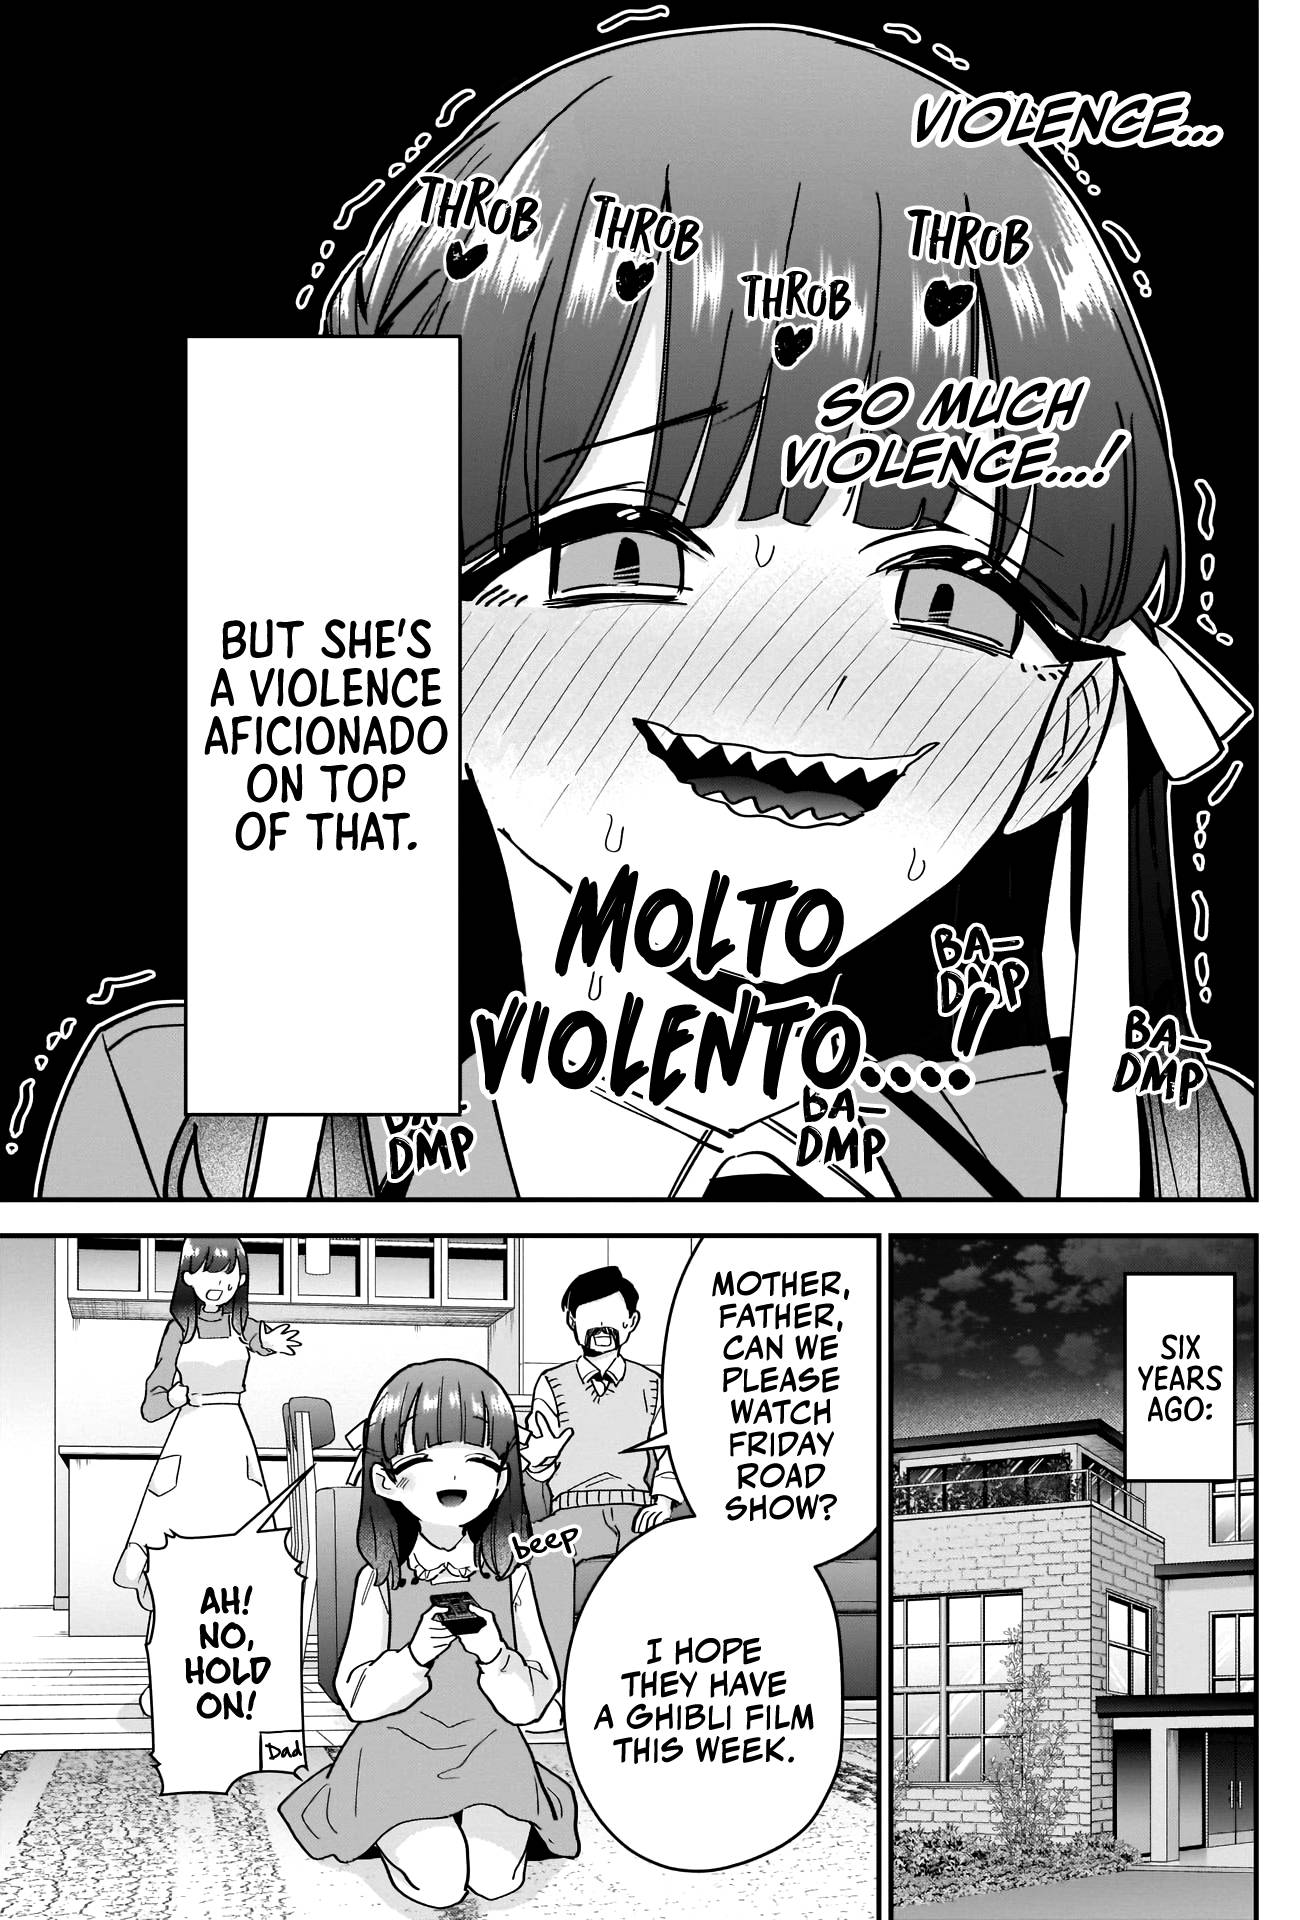 VIOLENCE...
THROB
THROB
THROB
THROB
SO MUCH
VIOLENCE...!
BUT SHE'S
A VIOLENCE
AFICIONADO
ON TOP
OF THAT.
MOLTO
VIOLENTO....!
BA-
DMP
BA-
DMP
BA-
DMP
BA-
DMP
SIX
YEARS
AGO:
MOTHER,
FATHER,
CAN WE
PLEASE
WATCH
FRIDAY
ROAD
SHOW?
I HOPE
THEY HAVE
A GHIBLI FILM
THIS WEEK.
beep
AH!
NO,
HOLD
ON!
Dad